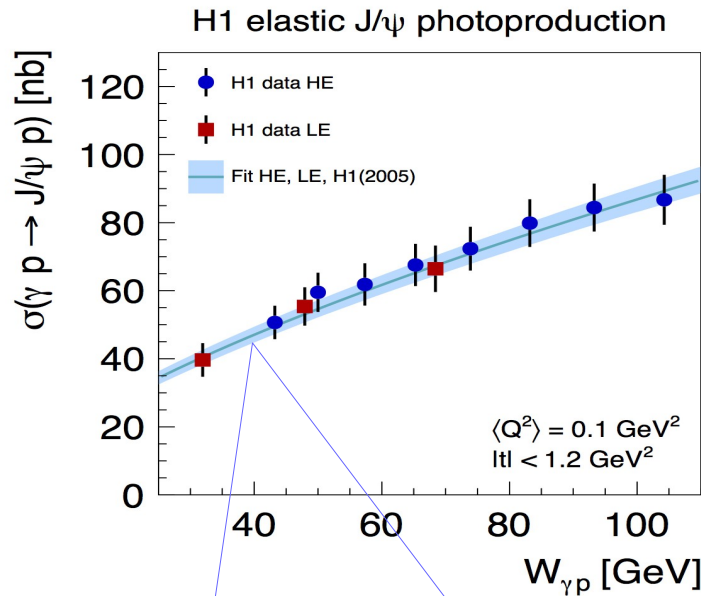 H1 elastic J/ψ photoproduction
σ(γ p → J/ψ p) [nb]
120
100
80
60
40
20
0
H1 data HE
H1 data LE
Fit HE, LE, H1(2005)
⟨Q²⟩ = 0.1 GeV²
|t| < 1.2 GeV²
40 60 80 100
W_γp [GeV]